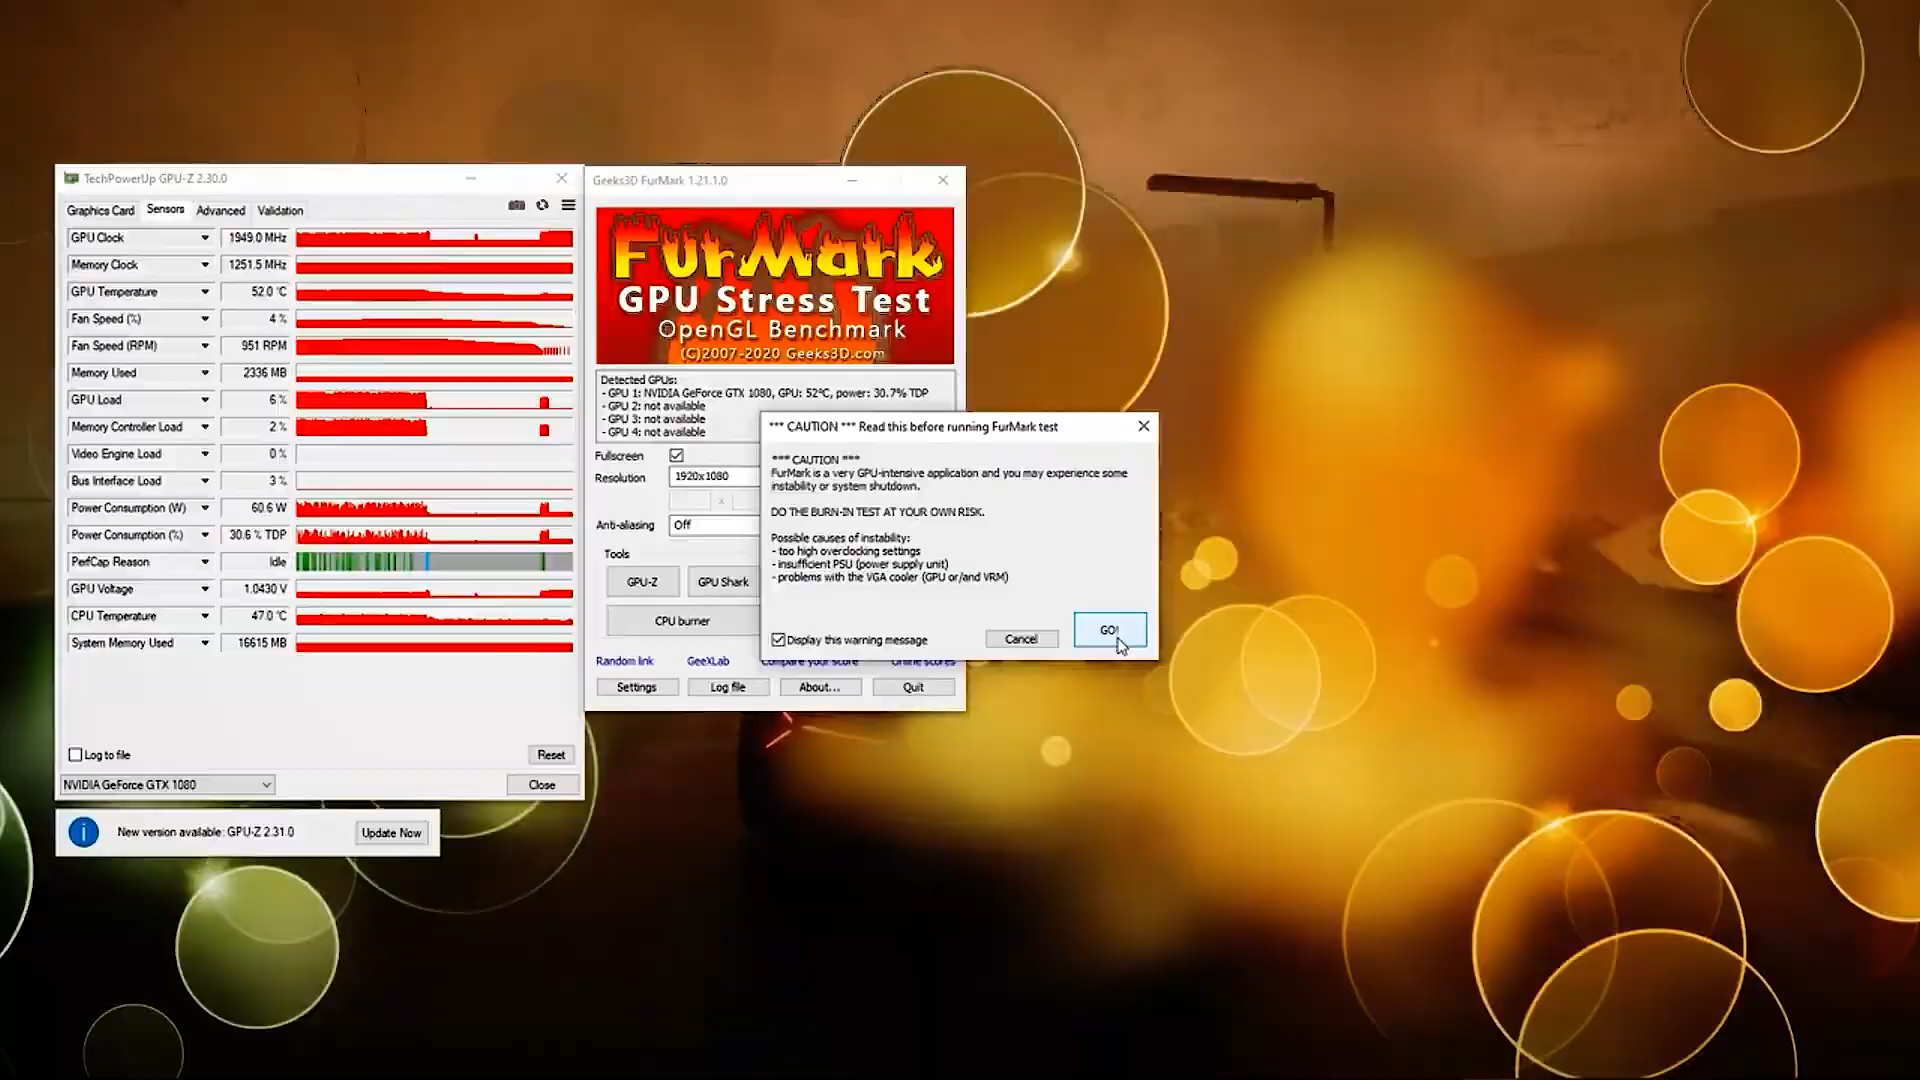 TechPowerUp GPU-Z 2.30.0
Graphics Card
Sensors
Advanced
Validation
GPU Clock
1949.0 MHz
Memory Clock
1251.5 MHz
GPU Temperature
52.0 °C
Fan Speed (%)
4 %
Fan Speed (RPM)
951 RPM
Memory Used
2336 MB
GPU Load
6 %
Memory Controller Load
2 %
Video Engine Load
0 %
Bus Interface Load
3 %
Power Consumption (W)
60.6 W
Power Consumption (%)
30.6 % TDP
PerfCap Reason
Idle
GPU Voltage
1.0430 V
CPU Temperature
47.0 °C
System Memory Used
16615 MB
Log to file
Reset
NVIDIA GeForce GTX 1080
Close
New version available: GPU-Z 2.31.0
Update Now
Geeks3D FurMark 1.21.1.0
FurMark
GPU Stress Test
OpenGL Benchmark
(C)2007-2020 Geeks3D.com
Detected GPUs:
- GPU 1: NVIDIA GeForce GTX 1080, GPU: 52°C, power: 30.7% TDP
- GPU 2: not available
- GPU 3: not available
- GPU 4: not available
Fullscreen
Resolution
1920x1080
x
Anti-aliasing
Off
Tools
GPU-Z
GPU Shark
CPU burner
Random link
GeeXLab
Compare your score
Online scores
Settings
Log file
About...
Quit
*** CAUTION *** Read this before running FurMark test
*** CAUTION ***
FurMark is a very GPU-intensive application and you may experience some
instability or system shutdown.
DO THE BURN-IN TEST AT YOUR OWN RISK.
Possible causes of instability:
- too high overclocking settings
- insufficient PSU (power supply unit)
- problems with the VGA cooler (GPU or/and VRM)
Display this warning message
Cancel
GO!